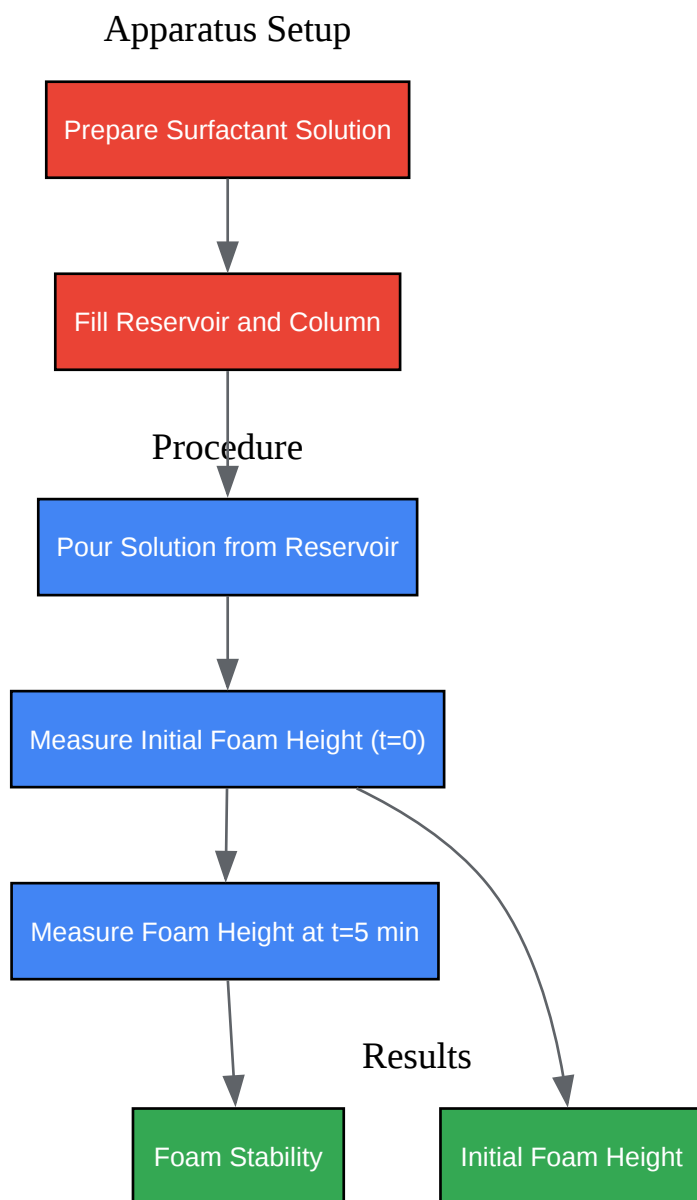 Apparatus Setup
Prepare Surfactant Solution
Fill Reservoir and Column
Procedure
Pour Solution from Reservoir
Measure Initial Foam Height (t=0)
Measure Foam Height at t=5 min
Results
Foam Stability
Initial Foam Height